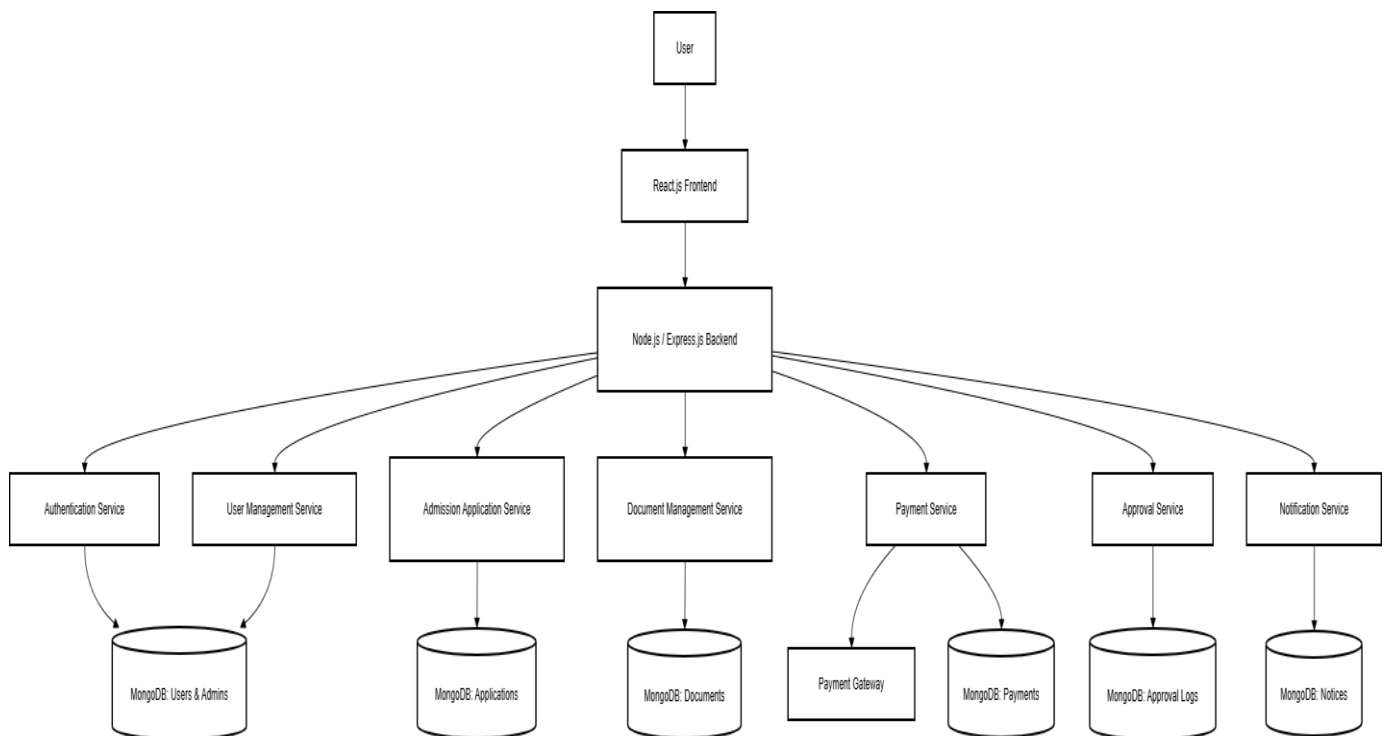 User
React.js Frontend
Node.js / Express.js Backend
Authentication Service
User Management Service
Admission Application Service
Document Management Service
Payment Service
Approval Service
Notification Service
MongoDB: Users & Admins
MongoDB: Applications
MongoDB: Documents
Payment Gateway
MongoDB: Payments
MongoDB: Approval Logs
MongoDB: Notices